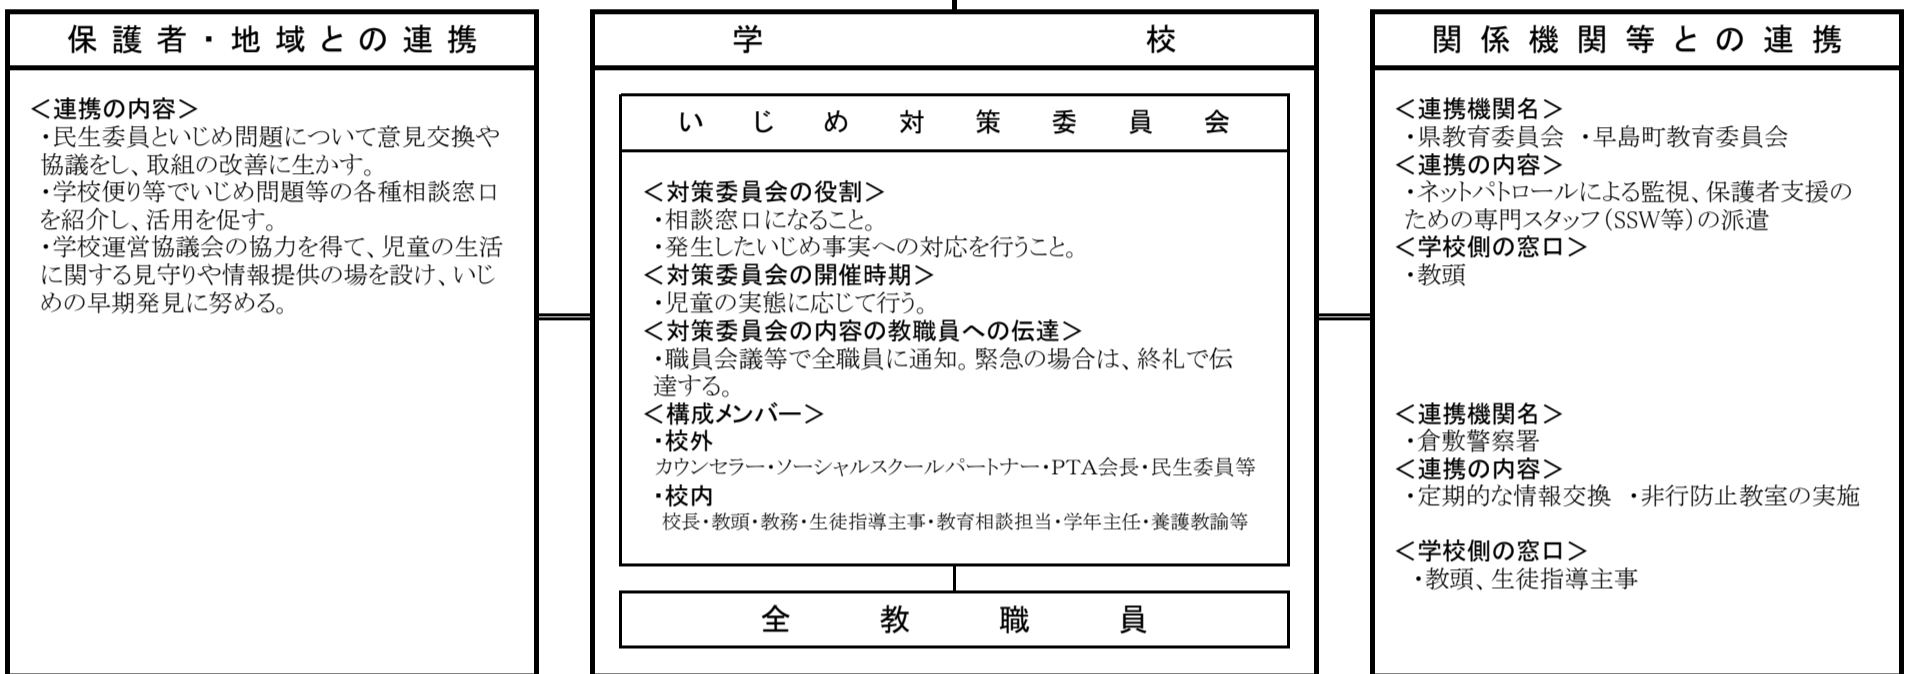 保護者・地域との連携
＜連携の内容＞
・民生委員といじめ問題について意見交換や
協議をし、取組の改善に生かす。
・学校便り等でいじめ問題等の各種相談窓口
を紹介し、活用を促す。
・学校運営協議会の協力を得て、児童の生活
に関する見守りや情報提供の場を設け、いじ
めの早期発見に努める。
学校
いじめ対策委員会
＜対策委員会の役割＞
・相談窓口になること。
・発生したいじめ事実への対応を行うこと。
＜対策委員会の開催時期＞
・児童の実態に応じて行う。
＜対策委員会の内容の教職員への伝達＞
・職員会議等で全職員に通知。緊急の場合は、終礼で伝
達する。
＜構成メンバー＞
・校外
カウンセラー・ソーシャルスクールパートナー・PTA会長・民生委員等
・校内
校長・教頭・教務・生徒指導主事・教育相談担当・学年主任・養護教諭等
全教職員
関係機関等との連携
＜連携機関名＞
・県教育委員会　・早島町教育委員会
＜連携の内容＞
・ネットパトロールによる監視、保護者支援の
ための専門スタッフ（SSW等）の派遣
＜学校側の窓口＞
・教頭
＜連携機関名＞
・倉敷警察署
＜連携の内容＞
・定期的な情報交換　・非行防止教室の実施
＜学校側の窓口＞
・教頭、生徒指導主事